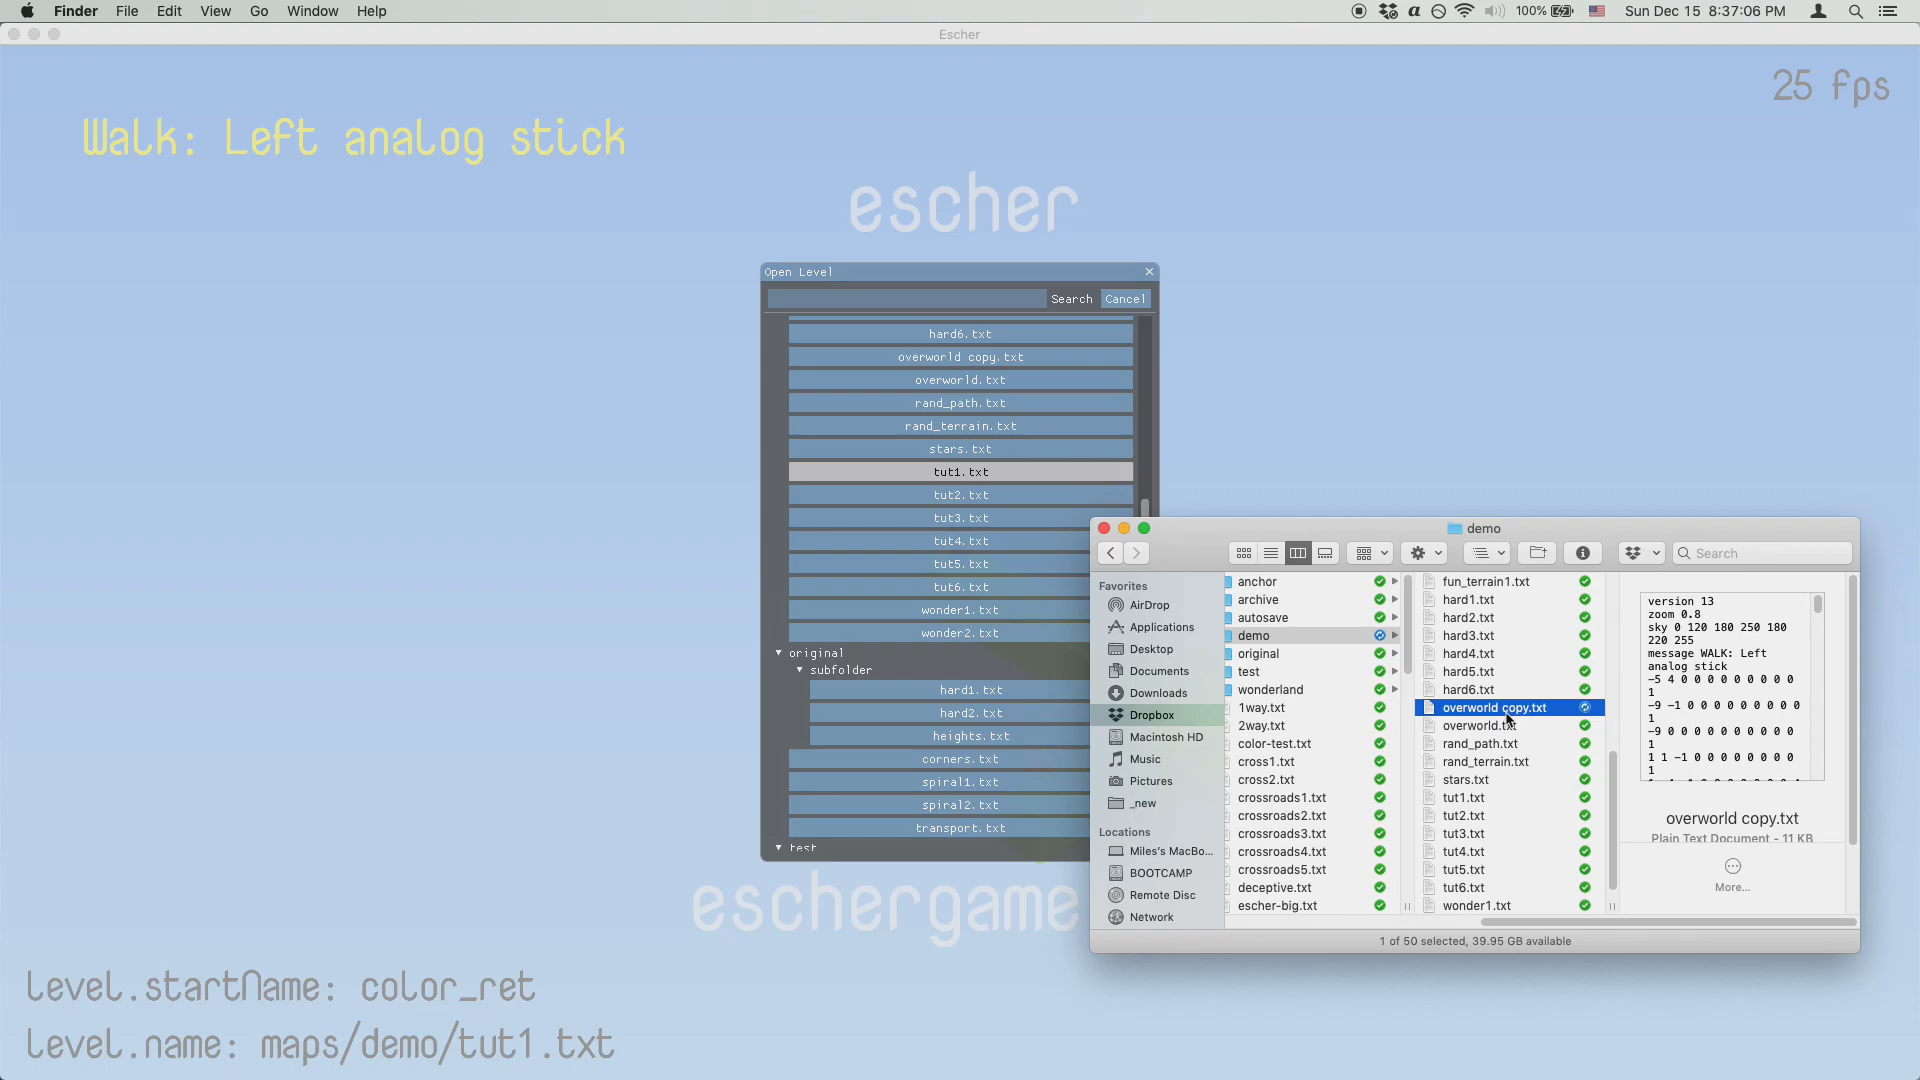 Finder File Edit View Go Window Help
100% Sun Dec 15 8:37:06 PM
Escher
25 fps
Walk: Left analog stick
escher
Open Level
Search Cancel
hard6.txt
overworld copy.txt
overworld.txt
rand_path.txt
rand_terrain.txt
stars.txt
tut1.txt
tut2.txt
tut3.txt
tut4.txt
tut5.txt
tut6.txt
wonder1.txt
wonder2.txt
original
subfolder
hard1.txt
hard2.txt
heights.txt
corners.txt
spiral1.txt
spiral2.txt
transport.txt
test
eschergame
level.startName: color_ret
level.name: maps/demo/tut1.txt
demo
Search
Favorites
AirDrop
Applications
Desktop
Documents
Downloads
Dropbox
Macintosh HD
Music
Pictures
_new
Locations
Miles's MacBo...
BOOTCAMP
Remote Disc
Network
anchor
archive
autosave
demo
original
test
wonderland
1way.txt
2way.txt
color-test.txt
cross1.txt
cross2.txt
crossroads1.txt
crossroads2.txt
crossroads3.txt
crossroads4.txt
crossroads5.txt
deceptive.txt
escher-big.txt
fun_terrain1.txt
hard1.txt
hard2.txt
hard3.txt
hard4.txt
hard5.txt
hard6.txt
overworld copy.txt
overworld.txt
rand_path.txt
rand_terrain.txt
stars.txt
tut1.txt
tut2.txt
tut3.txt
tut4.txt
tut5.txt
tut6.txt
wonder1.txt
version 13
zoom 0.8
sky 0 120 180 250 180
220 255
message WALK: Left
analog stick
-5 4 0 0 0 0 0 0 0 0 0
1
-9 -1 0 0 0 0 0 0 0 0 0
1
-9 0 0 0 0 0 0 0 0 0 0
1
1 1 -1 0 0 0 0 0 0 0 0
1
overworld copy.txt
Plain Text Document - 11 KB
More...
1 of 50 selected, 39.95 GB available